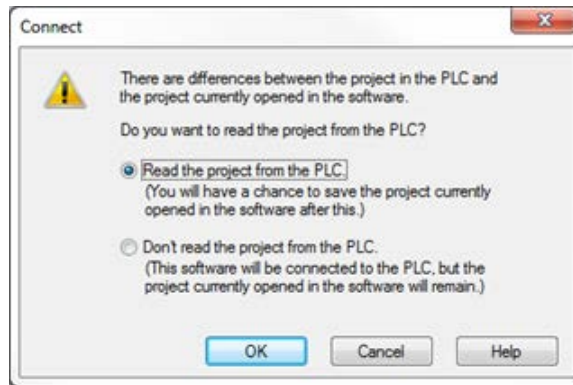 Connect
There are differences between the project in the PLC and
the project currently opened in the software.
Do you want to read the project from the PLC?
Read the project from the PLC.
(You will have a chance to save the project currently
opened in the software after this.)
Don't read the project from the PLC.
(This software will be connected to the PLC, but the
project currently opened in the software will remain.)
OK Cancel Help